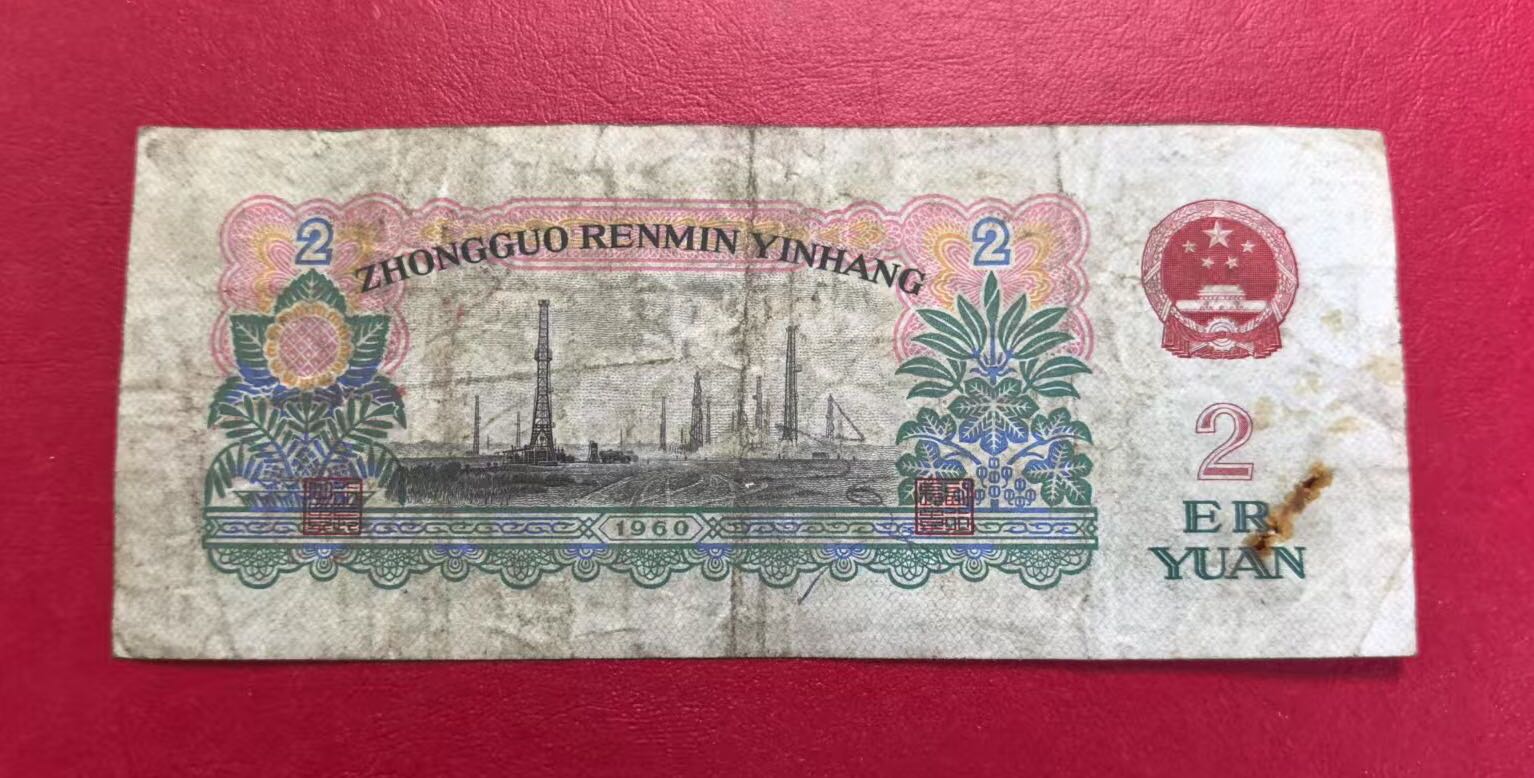 2
2
ZHONGGUO RENMIN YINHANG
2
ER
YUAN
1960